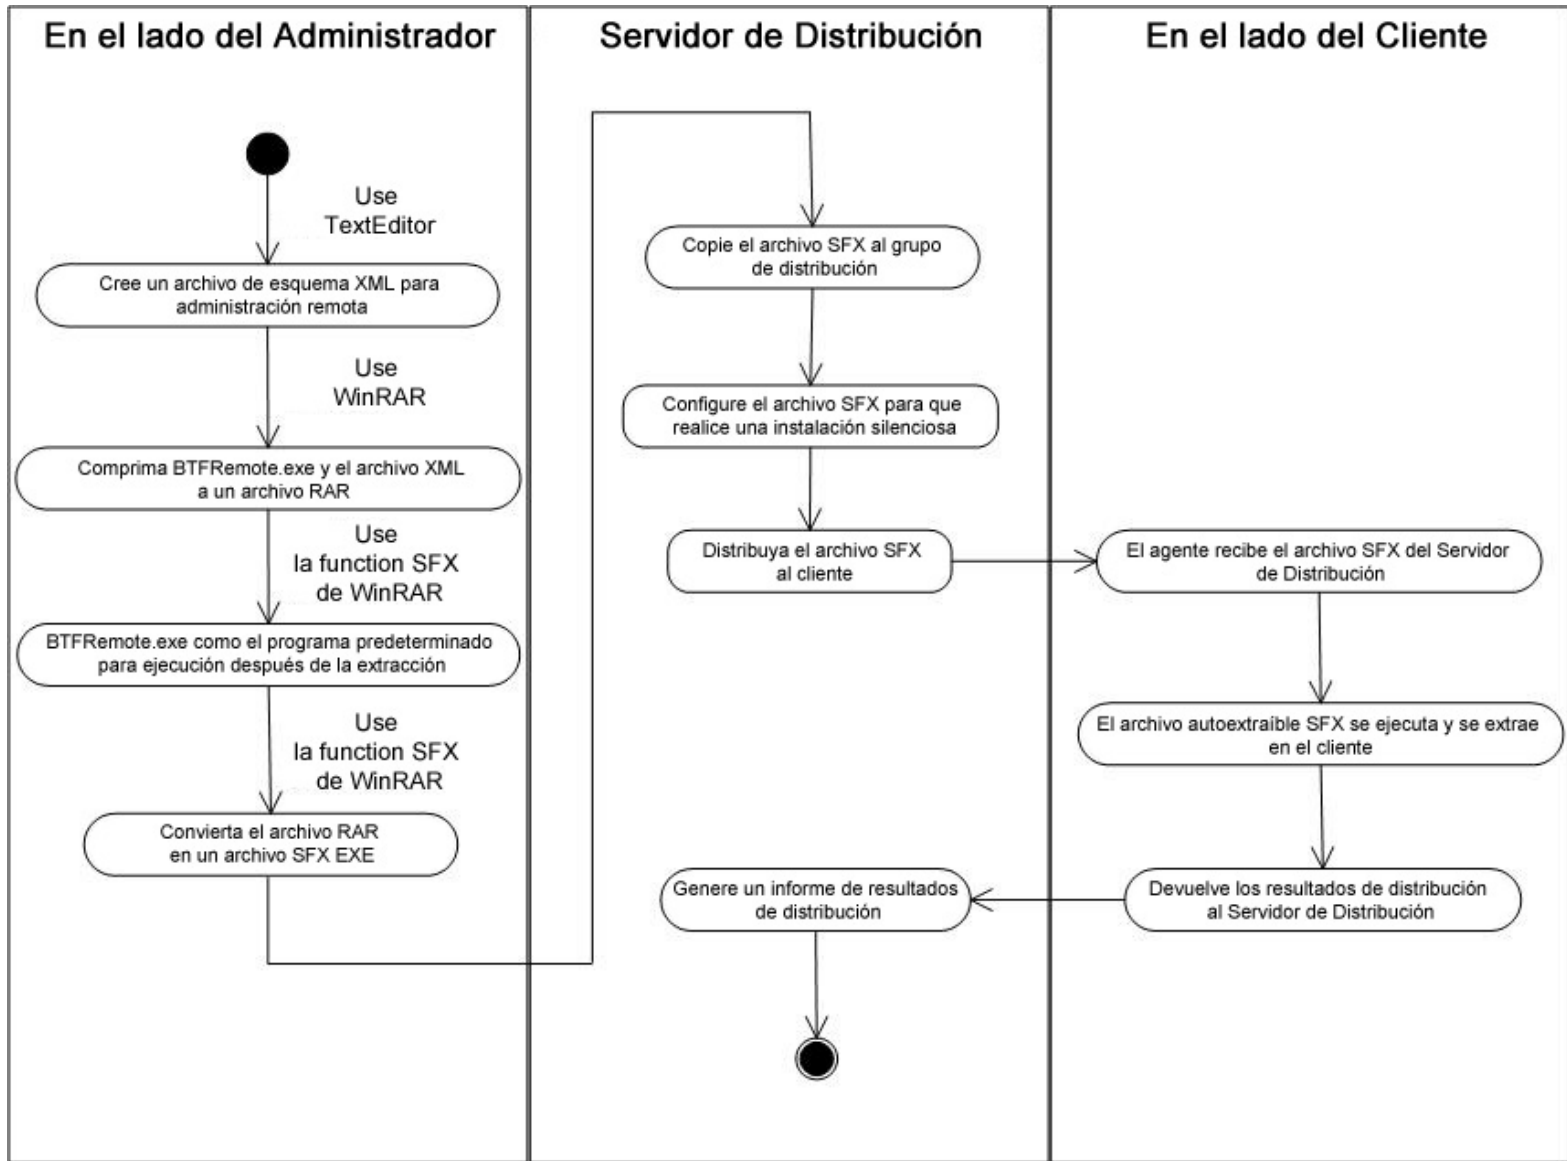 En el lado del Administrador
Use
TextEditor
Cree un archivo de esquema XML para
administración remota
Use
WinRAR
Comprima BTFRemote.exe y el archivo XML
a un archivo RAR
Use
la function SFX
de WinRAR
BTFRemote.exe como el programa predeterminado
para ejecución después de la extracción
Use
la function SFX
de WinRAR
Convierta el archivo RAR
en un archivo SFX EXE
Servidor de Distribución
Copie el archivo SFX al grupo
de distribución
Configure el archivo SFX para que
realice una instalación silenciosa
Distribuya el archivo SFX
al cliente
Genere un informe de resultados
de distribución
En el lado del Cliente
El agente recibe el archivo SFX del Servidor
de Distribución
El archivo autoextraíble SFX se ejecuta y se extrae
en el cliente
Devuelve los resultados de distribución
al Servidor de Distribución